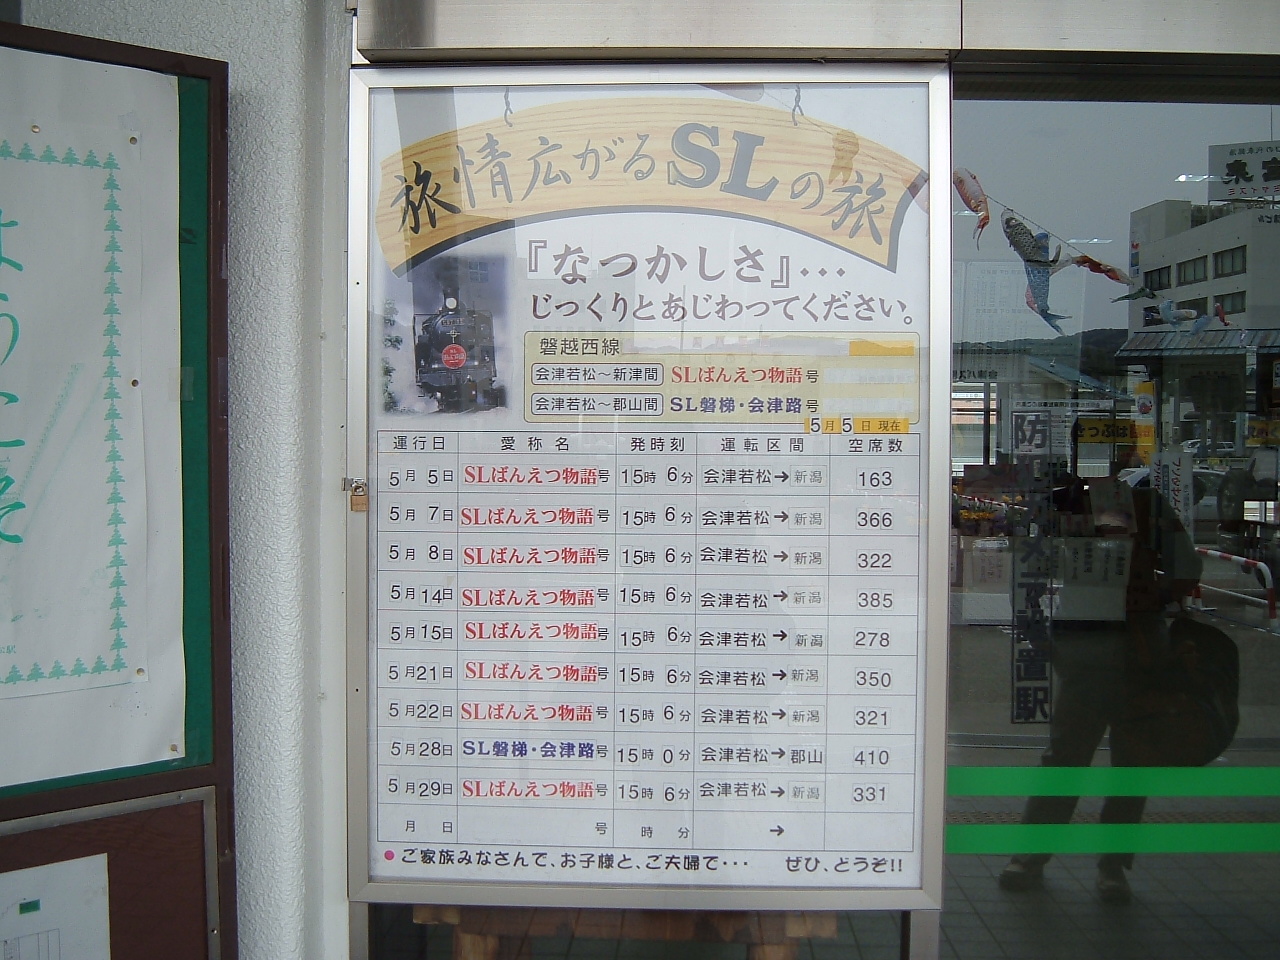 旅情広がるSLの旅
『なつかしさ』･･･
じっくりとあじわってください。
磐越西線
会津若松～新津間 SLばんえつ物語号
会津若松～郡山間 SL磐梯・会津路号
5月5日現在
運行日 愛称名 発時刻 運転区間 空席数
5月5日 SLばんえつ物語号 15時6分 会津若松→新潟 163
5月7日 SLばんえつ物語号 15時6分 会津若松→新潟 366
5月8日 SLばんえつ物語号 15時6分 会津若松→新潟 322
5月14日 SLばんえつ物語号 15時6分 会津若松→新潟 385
5月15日 SLばんえつ物語号 15時6分 会津若松→新潟 278
5月21日 SLばんえつ物語号 15時6分 会津若松→新潟 350
5月22日 SLばんえつ物語号 15時6分 会津若松→新潟 321
5月28日 SL磐梯・会津路号 15時0分 会津若松→郡山 410
5月29日 SLばんえつ物語号 15時6分 会津若松→新潟 331
月 日 号 時 分 →
●ご家族みなさんで、お子様と、ご夫婦で･･･ ぜひ、どうぞ!!
ようこそ